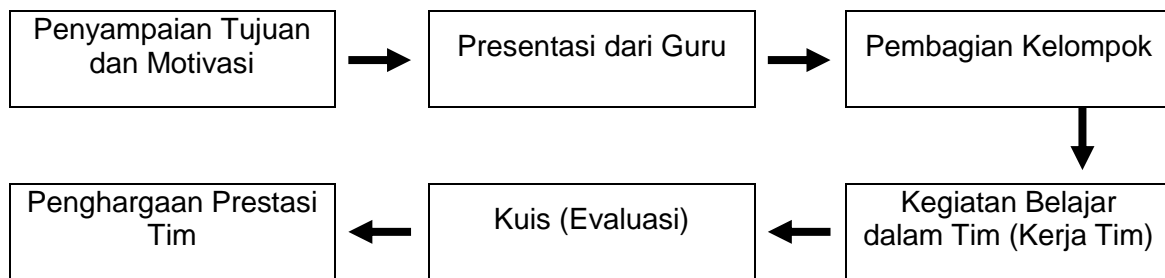 Penyampaian Tujuan
dan Motivasi
Presentasi dari Guru
Pembagian Kelompok
Kegiatan Belajar
dalam Tim (Kerja Tim)
Kuis (Evaluasi)
Penghargaan Prestasi
Tim